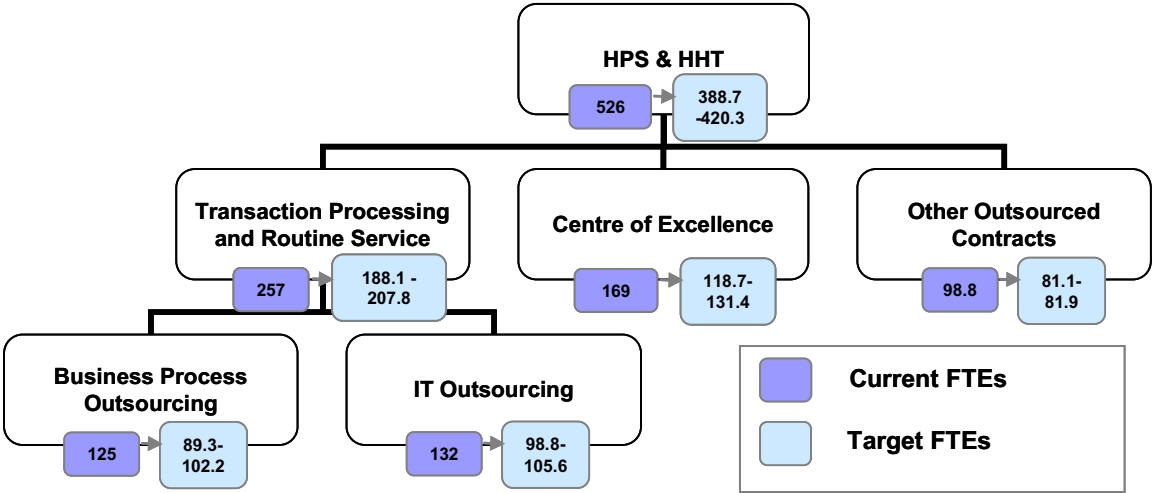 HPS & HHT
526
388.7
-420.3
Transaction Processing
and Routine Service
257
188.1 -
207.8
Centre of Excellence
169
118.7-
131.4
Other Outsourced
Contracts
98.8
81.1-
81.9
Business Process
Outsourcing
125
89.3-
102.2
IT Outsourcing
132
98.8-
105.6
Current FTEs
Target FTEs